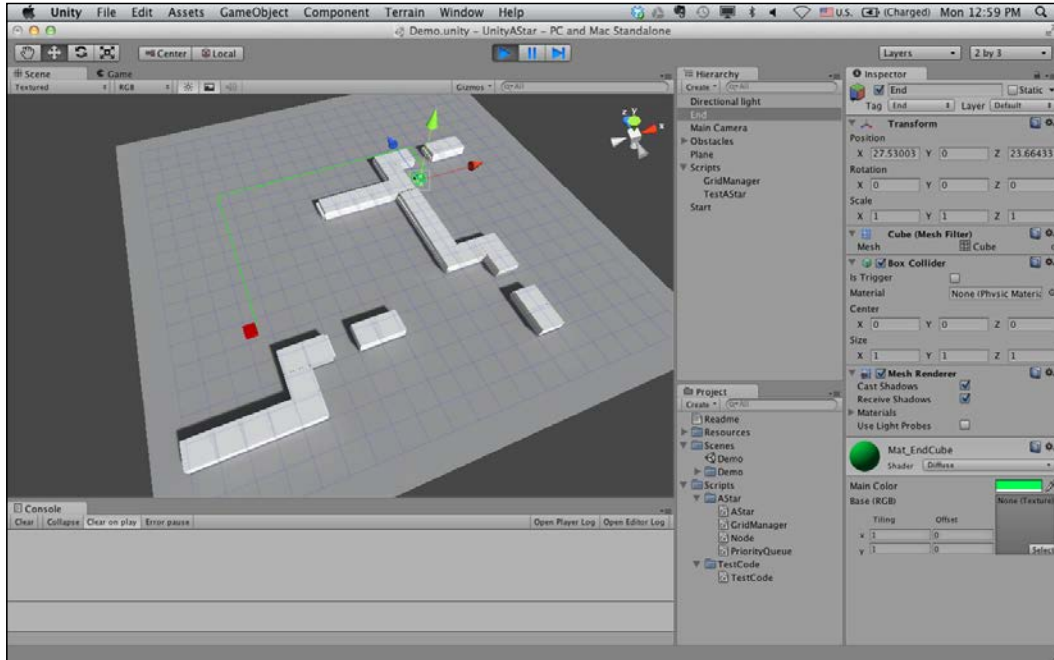 Unity File Edit Assets GameObject Component Terrain Window Help U.S. (Charged) Mon 12:59 PM
Demo.unity – UnityAStar – PC and Mac Standalone
Center Local Layers 2 by 3
Scene Game
Textured RGB Gizmos All
z y x
Hierarchy
Create All
Directional light
End
Main Camera
Obstacles
Plane
Scripts
GridManager
TestAStar
Start
Project
Create All
Readme
Resources
Scenes
Demo
Demo
Scripts
AStar
AStar
GridManager
Node
PriorityQueue
TestCode
TestCode
Inspector
End Static
Tag End Layer Default
Transform
Position
X 27.53003 Y 0 Z 23.66433
Rotation
X 0 Y 0 Z 0
Scale
X 1 Y 1 Z 1
Cube (Mesh Filter)
Mesh Cube
Box Collider
Is Trigger
Material None (Physic Materic
Center
X 0 Y 0 Z 0
Size
X 1 Y 1 Z 1
Mesh Renderer
Cast Shadows
Receive Shadows
Materials
Use Light Probes
Mat_EndCube
Shader Diffuse
Main Color
Base (RGB) None (Texture)
Tiling Offset
x 1 0
y 1 0
Select
Console
Clear Collapse Clear on play Error pause Open Player Log Open Editor Log